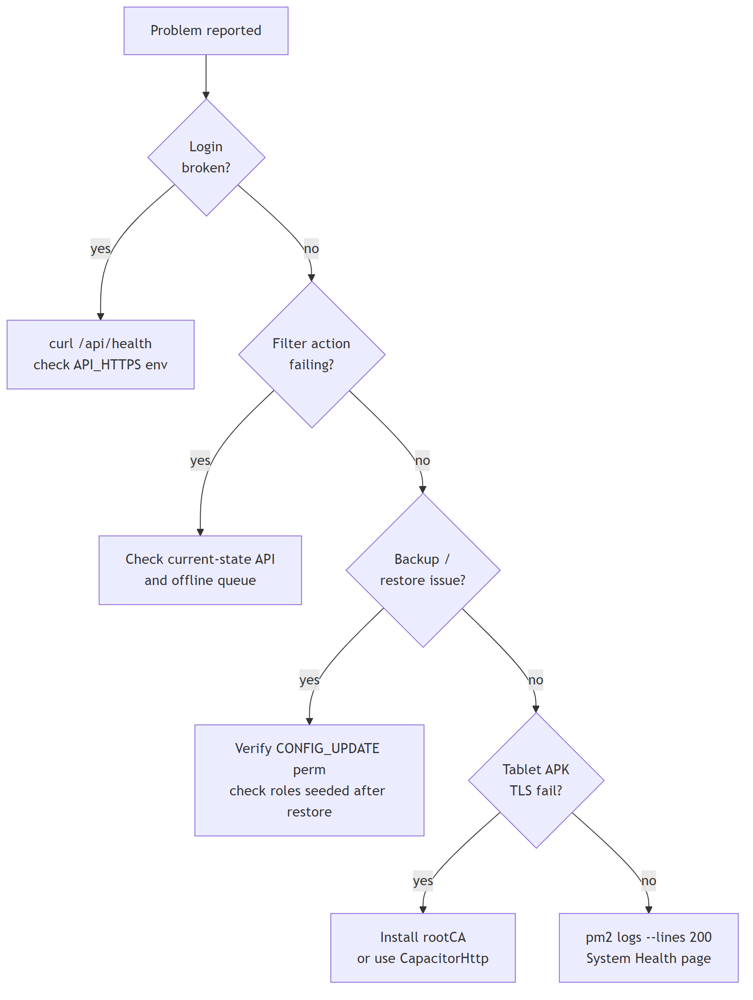 Problem reported
Login
broken?
yes
no
curl /api/health
check API_HTTPS env
Filter action
failing?
yes
no
Check current-state API
and offline queue
Backup /
restore issue?
yes
no
Verify CONFIG_UPDATE
perm
check roles seeded after
restore
Tablet APK
TLS fail?
yes
no
Install rootCA
or use CapacitorHttp
pm2 logs --lines 200
System Health page